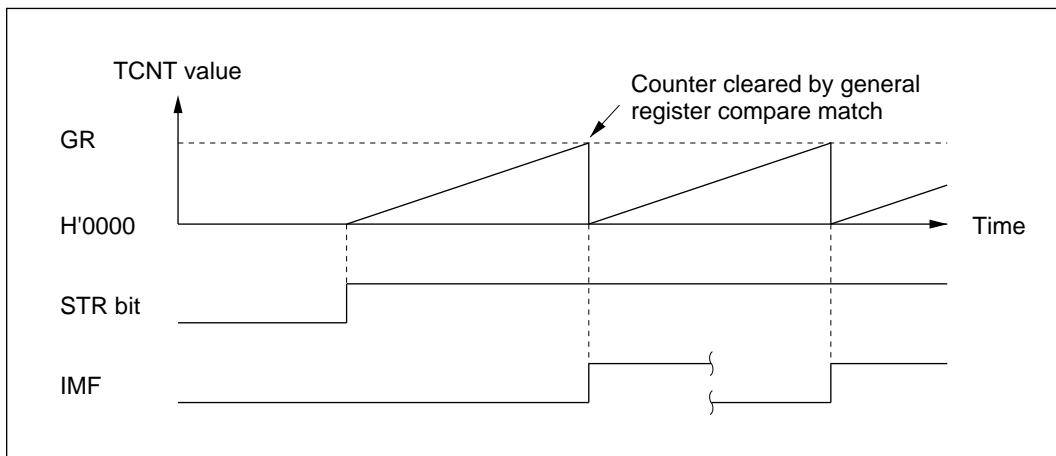 TCNT value
Counter cleared by general
register compare match
GR
H'0000
Time
STR bit
IMF